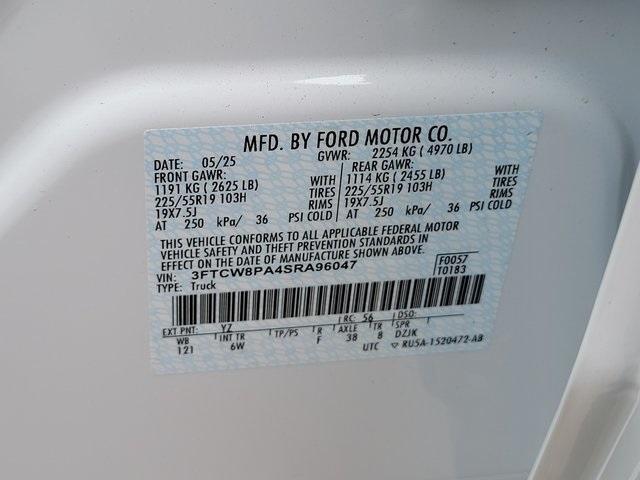 MFD. BY FORD MOTOR CO.
DATE: 05/25 GVWR: 2254 KG ( 4970 LB)
FRONT GAWR: REAR GAWR:
1191 KG ( 2625 LB) WITH 1114 KG ( 2455 LB) WITH
225/55R19 103H TIRES 225/55R19 103H TIRES
19X7.5J RIMS 19X7.5J RIMS
AT 250 kPa/ 36 PSI COLD AT 250 kPa/ 36 PSI COLD
THIS VEHICLE CONFORMS TO ALL APPLICABLE FEDERAL MOTOR
VEHICLE SAFETY AND THEFT PREVENTION STANDARDS IN
EFFECT ON THE DATE OF MANUFACTURE SHOWN ABOVE.
3FTCW8PA4SRA96047 F0057
TYPE: Truck T0183
EXT PNT: YZ RC: 56 DSO:
WB INT TR TP/PS R AXLE TR SPR
121 6W F 38 8 DZJK
UTC ▽ RU5A-1520472-AB